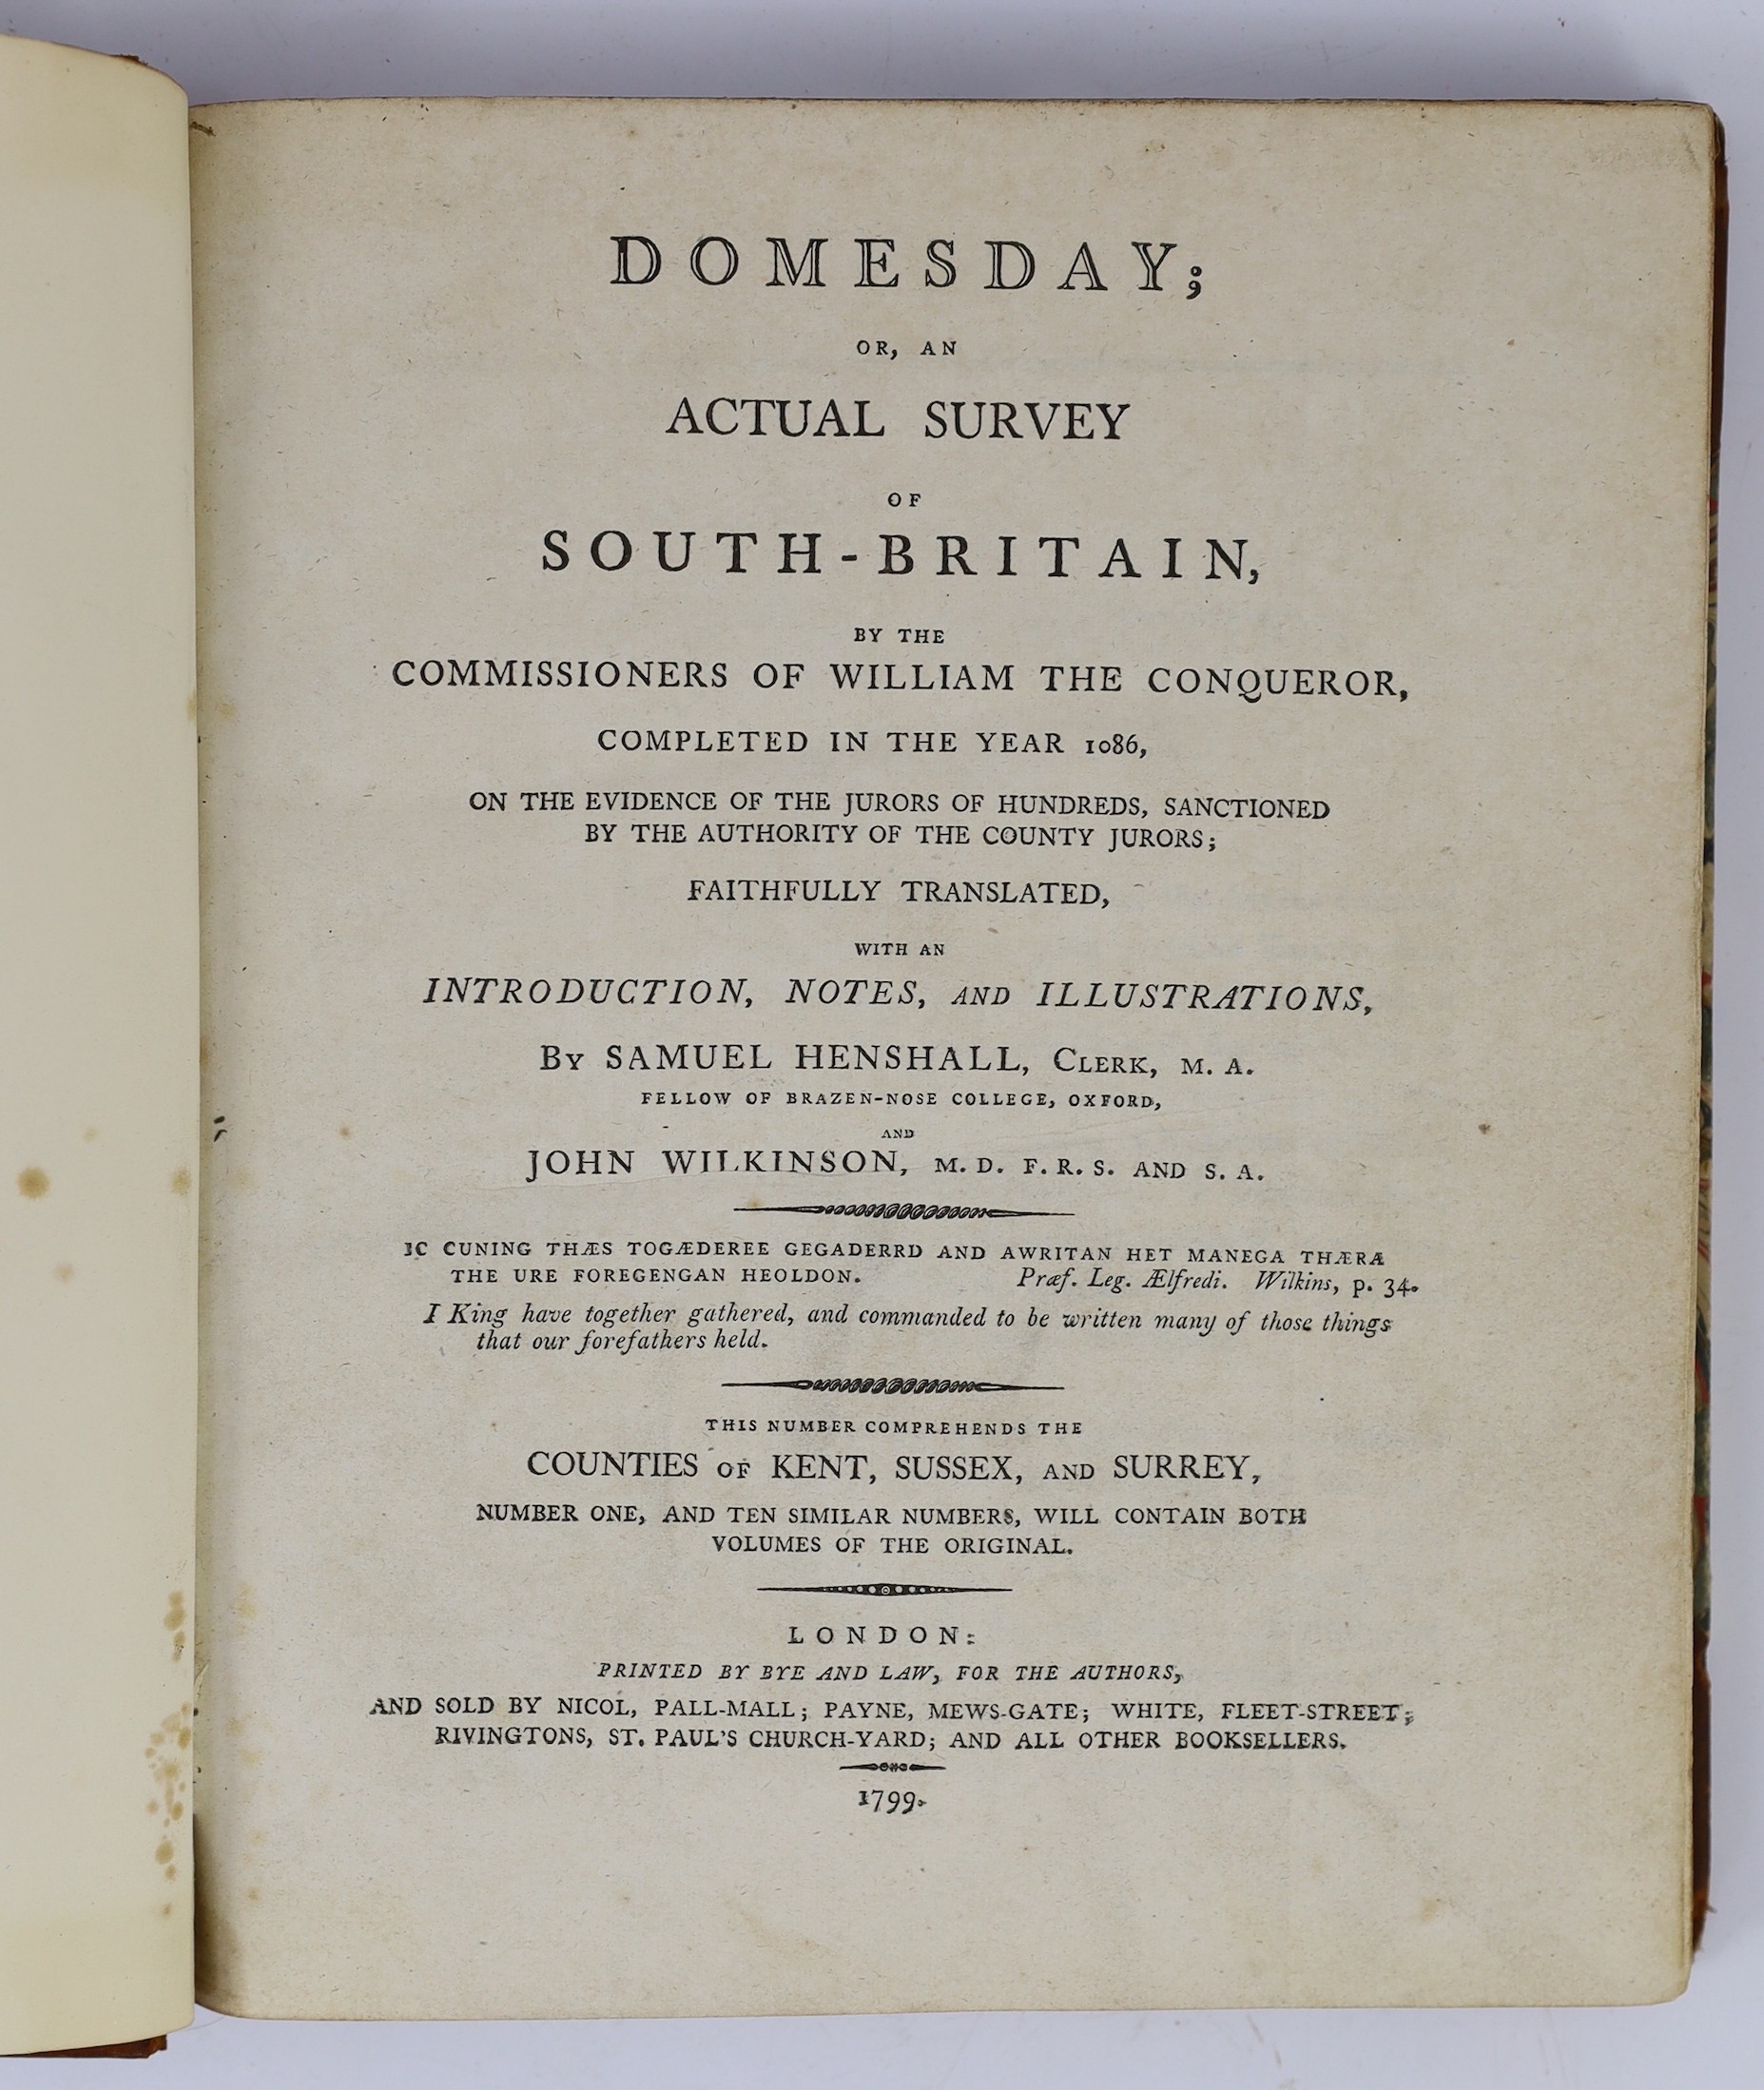 DOMESDAY;
OR, AN
ACTUAL SURVEY
OF
SOUTH-BRITAIN,
BY THE
COMMISSIONERS OF WILLIAM THE CONQUEROR,
COMPLETED IN THE YEAR 1086,
ON THE EVIDENCE OF THE JURORS OF HUNDREDS, SANCTIONED
BY THE AUTHORITY OF THE COUNTY JURORS;
FAITHFULLY TRANSLATED,
WITH AN
INTRODUCTION, NOTES, AND ILLUSTRATIONS,
By SAMUEL HENSHALL, CLERK, M. A.
FELLOW OF BRAZEN-NOSE COLLEGE, OXFORD,
AND
JOHN WILKINSON, M. D. F. R. S. AND S. A.
IC CUNING THÆS TOGÆDEREE GEGADERRD AND AWRITAN HET MANEGA THÆRÆ
THE URE FOREGENGAN HEOLDON. Præf. Leg. Ælfredi. Wilkins, p. 34.
I King have together gathered, and commanded to be written many of those things
that our forefathers held.
THIS NUMBER COMPREHENDS THE
COUNTIES OF KENT, SUSSEX, AND SURREY,
NUMBER ONE, AND TEN SIMILAR NUMBERS, WILL CONTAIN BOTH
VOLUMES OF THE ORIGINAL.
LONDON:
PRINTED BY BYE AND LAW, FOR THE AUTHORS,
AND SOLD BY NICOL, PALL-MALL; PAYNE, MEWS-GATE; WHITE, FLEET-STREET;
RIVINGTONS, ST. PAUL'S CHURCH-YARD; AND ALL OTHER BOOKSELLERS.
1799.